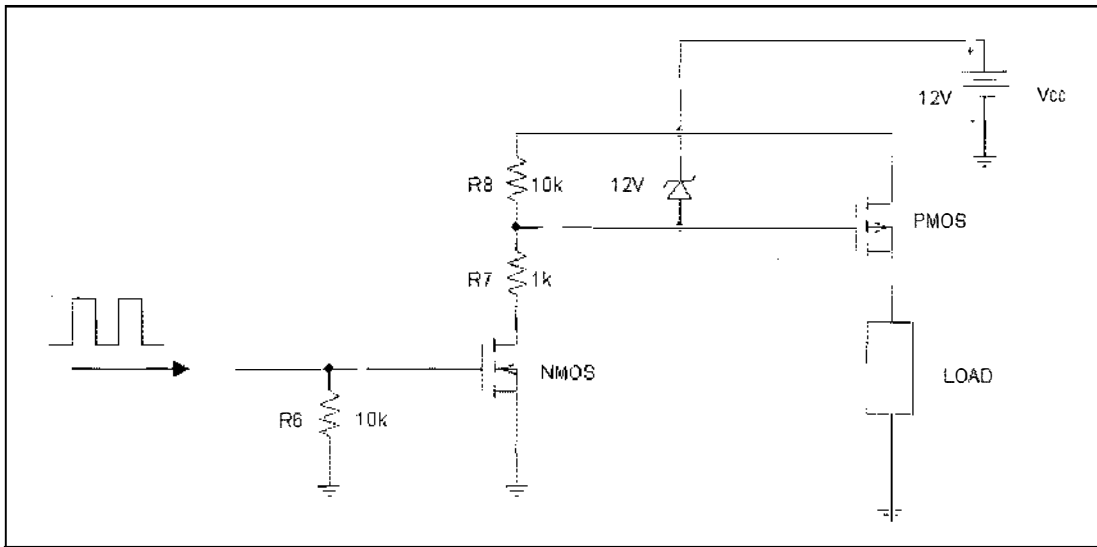 12V Vcc
R8 10k 12V
PMOS
R7 1k
NMOS
LOAD
R6 10k